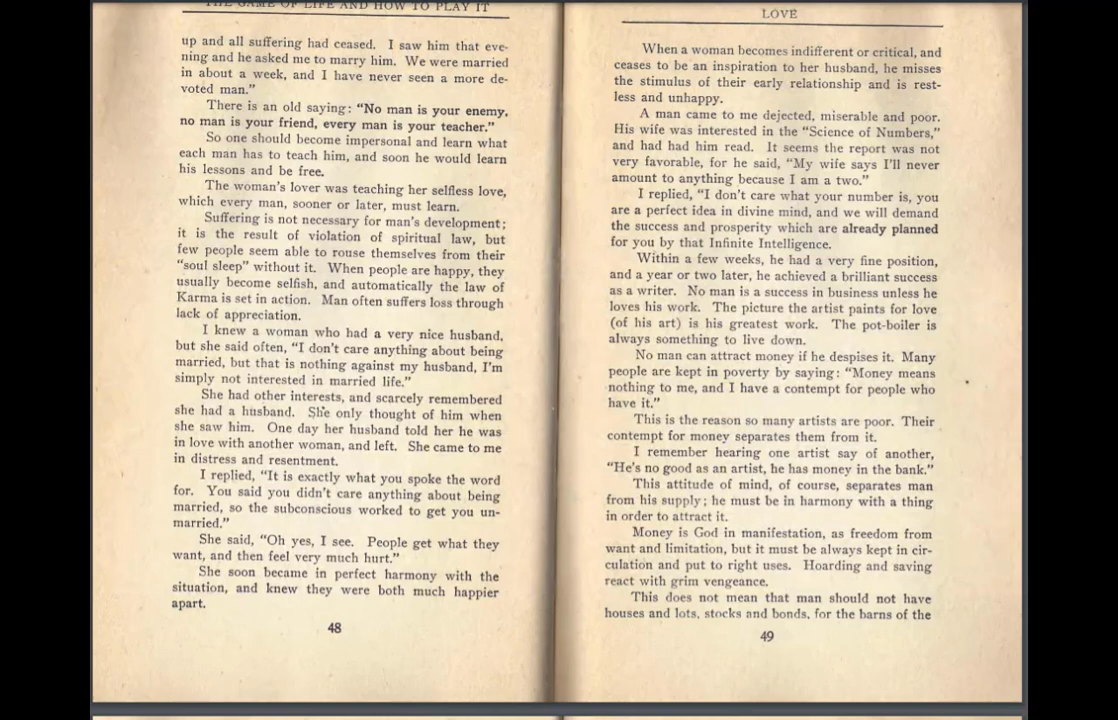 THE GAME OF LIFE AND HOW TO PLAY IT
up and all suffering had ceased. I saw him that eve-
ning and he asked me to marry him. We were married
in about a week, and I have never seen a more de-
voted man."
There is an old saying: "No man is your enemy,
no man is your friend, every man is your teacher."
So one should become impersonal and learn what
each man has to teach him, and soon he would learn
his lessons and be free.
The woman's lover was teaching her selfless love,
which every man, sooner or later, must learn.
Suffering is not necessary for man's development;
it is the result of violation of spiritual law, but
few people seem able to rouse themselves from their
"soul sleep" without it. When people are happy, they
usually become selfish, and automatically the law of
Karma is set in action. Man often suffers loss through
lack of appreciation.
I knew a woman who had a very nice husband,
but she said often, "I don't care anything about being
married, but that is nothing against my husband, I'm
simply not interested in married life."
She had other interests, and scarcely remembered
she had a husband. She only thought of him when
she saw him. One day her husband told her he was
in love with another woman, and left. She came to me
in distress and resentment.
I replied, "It is exactly what you spoke the word
for. You said you didn't care anything about being
married, so the subconscious worked to get you un-
married."
She said, "Oh yes, I see. People get what they
want, and then feel very much hurt."
She soon became in perfect harmony with the
situation, and knew they were both much happier
apart.
48
LOVE
When a woman becomes indifferent or critical, and
ceases to be an inspiration to her husband, he misses
the stimulus of their early relationship and is rest-
less and unhappy.
A man came to me dejected, miserable and poor.
His wife was interested in the "Science of Numbers,"
and had had him read. It seems the report was not
very favorable, for he said, "My wife says I'll never
amount to anything because I am a two."
I replied, "I don't care what your number is, you
are a perfect idea in divine mind, and we will demand
the success and prosperity which are already planned
for you by that Infinite Intelligence.
Within a few weeks, he had a very fine position,
and a year or two later, he achieved a brilliant success
as a writer. No man is a success in business unless he
loves his work. The picture the artist paints for love
(of his art) is his greatest work. The pot-boiler is
always something to live down.
No man can attract money if he despises it. Many
people are kept in poverty by saying: "Money means
nothing to me, and I have a contempt for people who
have it."
This is the reason so many artists are poor. Their
contempt for money separates them from it.
I remember hearing one artist say of another,
"He's no good as an artist, he has money in the bank."
This attitude of mind, of course, separates man
from his supply; he must be in harmony with a thing
in order to attract it.
Money is God in manifestation, as freedom from
want and limitation, but it must be always kept in cir-
culation and put to right uses. Hoarding and saving
react with grim vengeance.
This does not mean that man should not have
houses and lots, stocks and bonds, for the barns of the
49